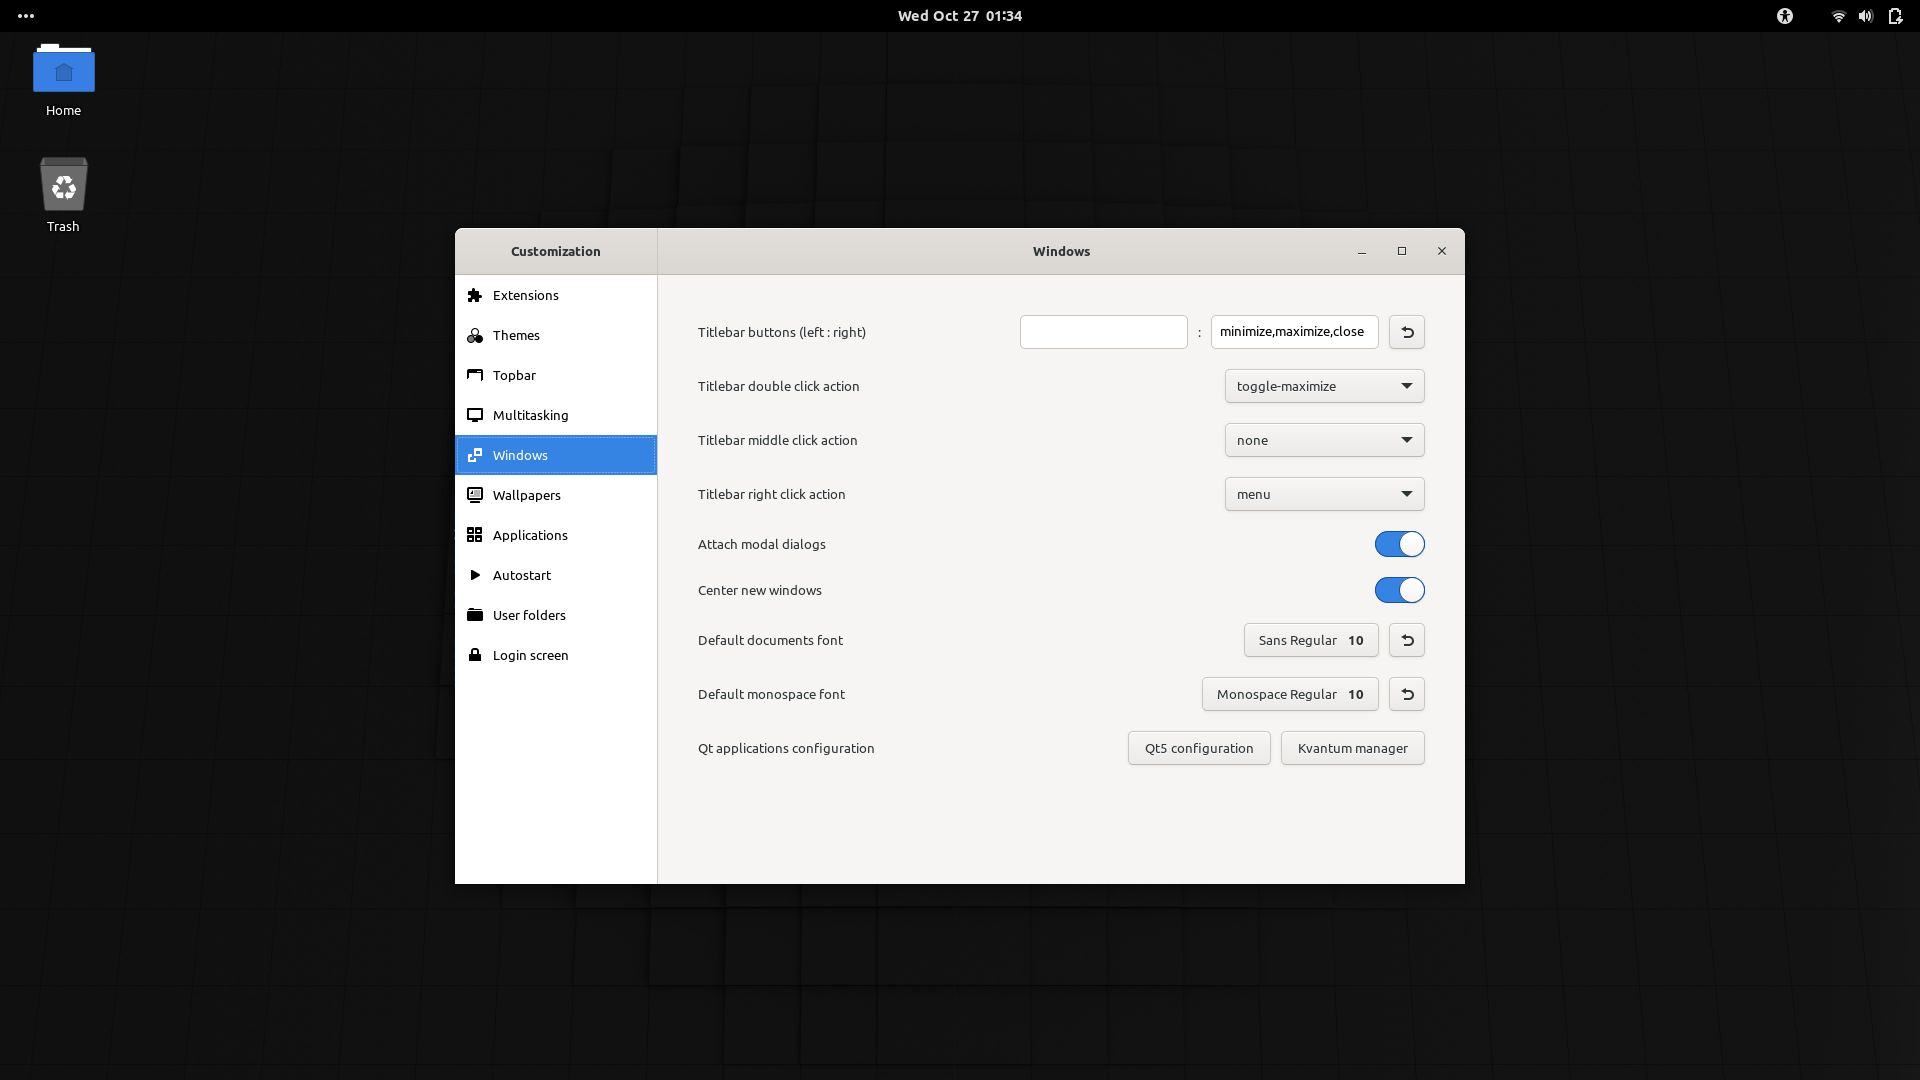 Wed Oct 27 01:34
Home
Trash
Customization
Windows
Extensions
Themes
Topbar
Multitasking
Windows
Wallpapers
Applications
Autostart
User folders
Login screen
Titlebar buttons (left : right) : minimize,maximize,close
Titlebar double click action toggle-maximize
Titlebar middle click action none
Titlebar right click action menu
Attach modal dialogs
Center new windows
Default documents font Sans Regular 10
Default monospace font Monospace Regular 10
Qt applications configuration Qt5 configuration Kvantum manager